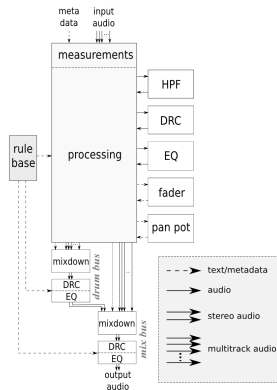 meta
data
input
audio
measurements
processing
rule
base
HPF
DRC
EQ
fader
pan pot
mixdown
drum bus
DRC
EQ
mixdown
mix bus
DRC
EQ
output
audio
text/metadata
audio
stereo audio
multitrack audio